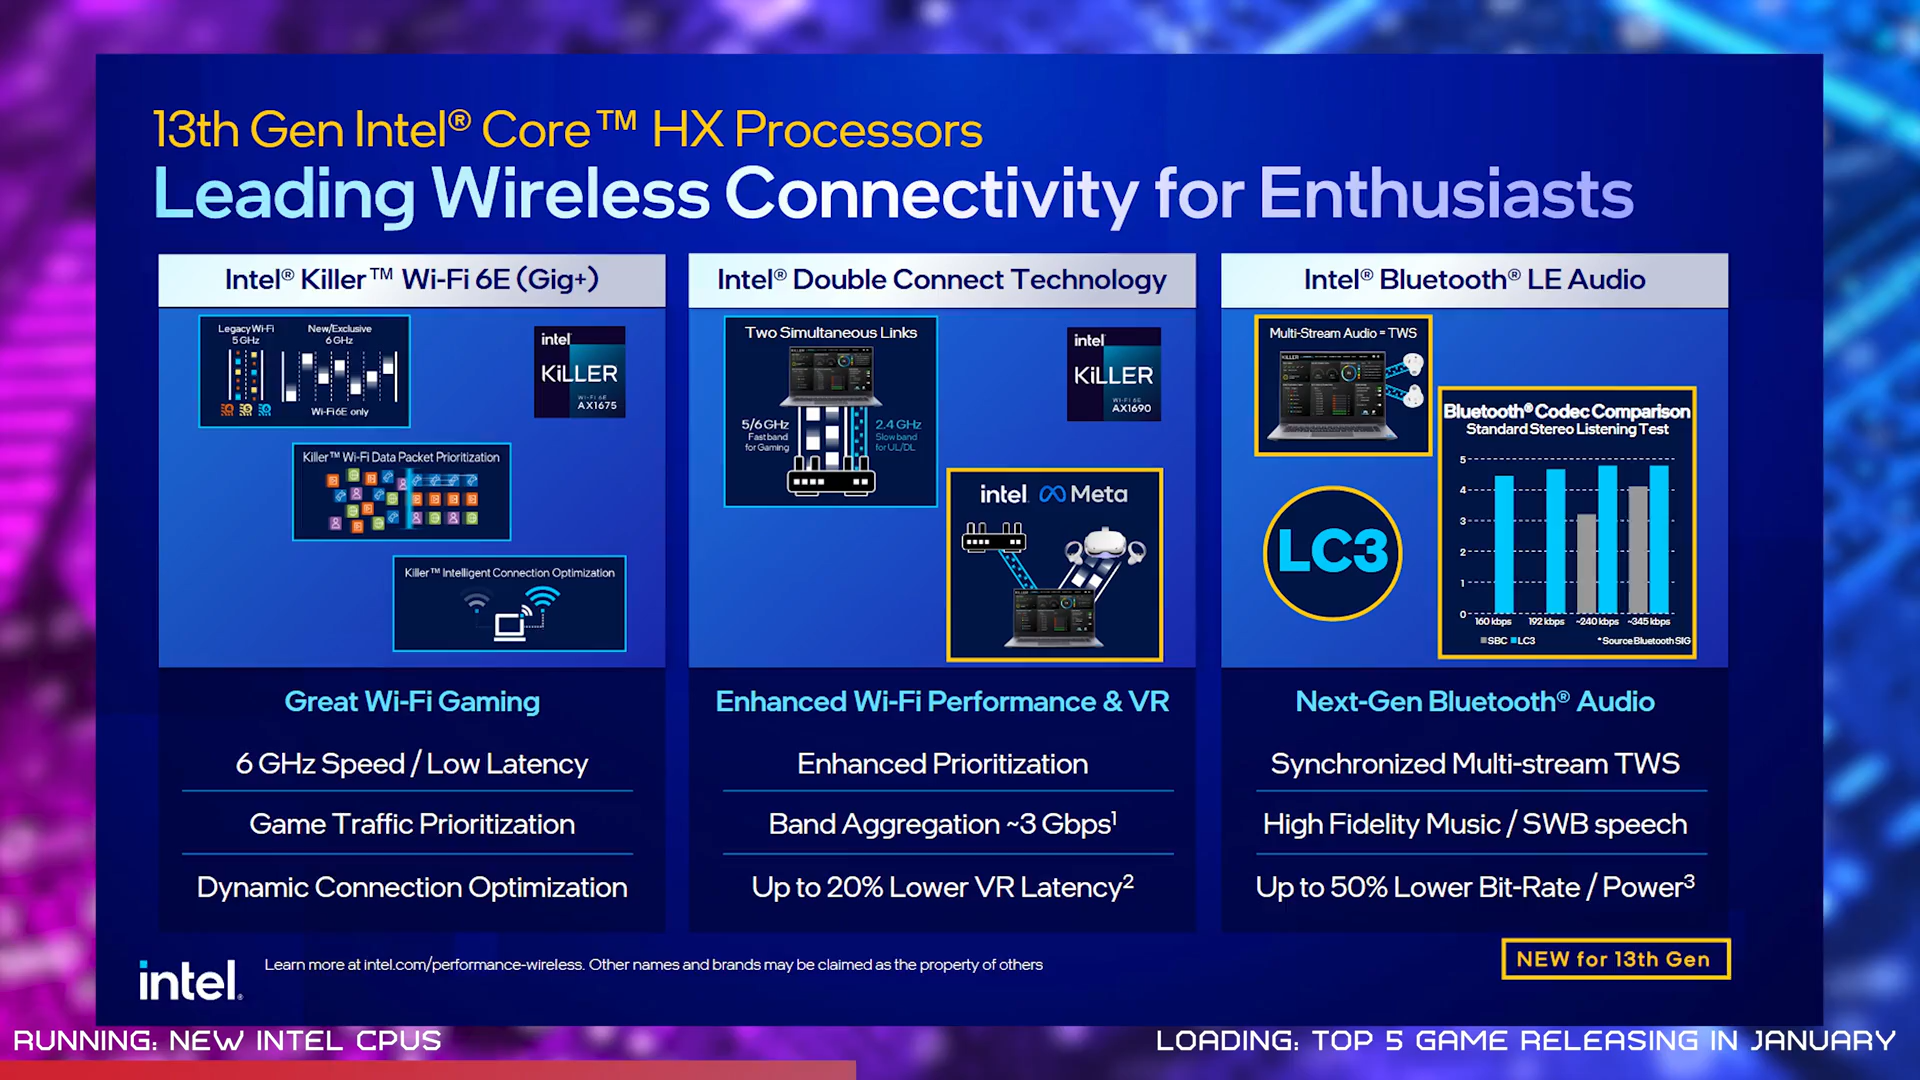 13th Gen Intel® Core™ HX Processors
Leading Wireless Connectivity for Enthusiasts
Intel® Killer™ Wi-Fi 6E (Gig+)
Legacy Wi-Fi
5 GHz
New/Exclusive
6 GHz
Wi-Fi 6E only
intel
KiLLER
WI-FI 6E
AX1675
Killer™ Wi-Fi Data Packet Prioritization
Killer™ Intelligent Connection Optimization
Great Wi-Fi Gaming
6 GHz Speed / Low Latency
Game Traffic Prioritization
Dynamic Connection Optimization
Intel® Double Connect Technology
Two Simultaneous Links
5/6 GHz
Fast band
for Gaming
2.4 GHz
Slow band
for UL/DL
intel
KiLLER
WI-FI 6E
AX1690
intel Meta
Enhanced Wi-Fi Performance & VR
Enhanced Prioritization
Band Aggregation ~3 Gbps¹
Up to 20% Lower VR Latency²
Intel® Bluetooth® LE Audio
Multi-Stream Audio = TWS
LC3
Bluetooth® Codec Comparison
Standard Stereo Listening Test
5
4
3
2
1
0
160 kbps 192 kbps ~240 kbps ~345 kbps
SBC LC3
* Source Bluetooth SIG
Next-Gen Bluetooth® Audio
Synchronized Multi-stream TWS
High Fidelity Music / SWB speech
Up to 50% Lower Bit-Rate / Power³
intel.
Learn more at intel.com/performance-wireless. Other names and brands may be claimed as the property of others
NEW for 13th Gen
RUNNING: NEW INTEL CPUS
LOADING: TOP 5 GAME RELEASING IN JANUARY